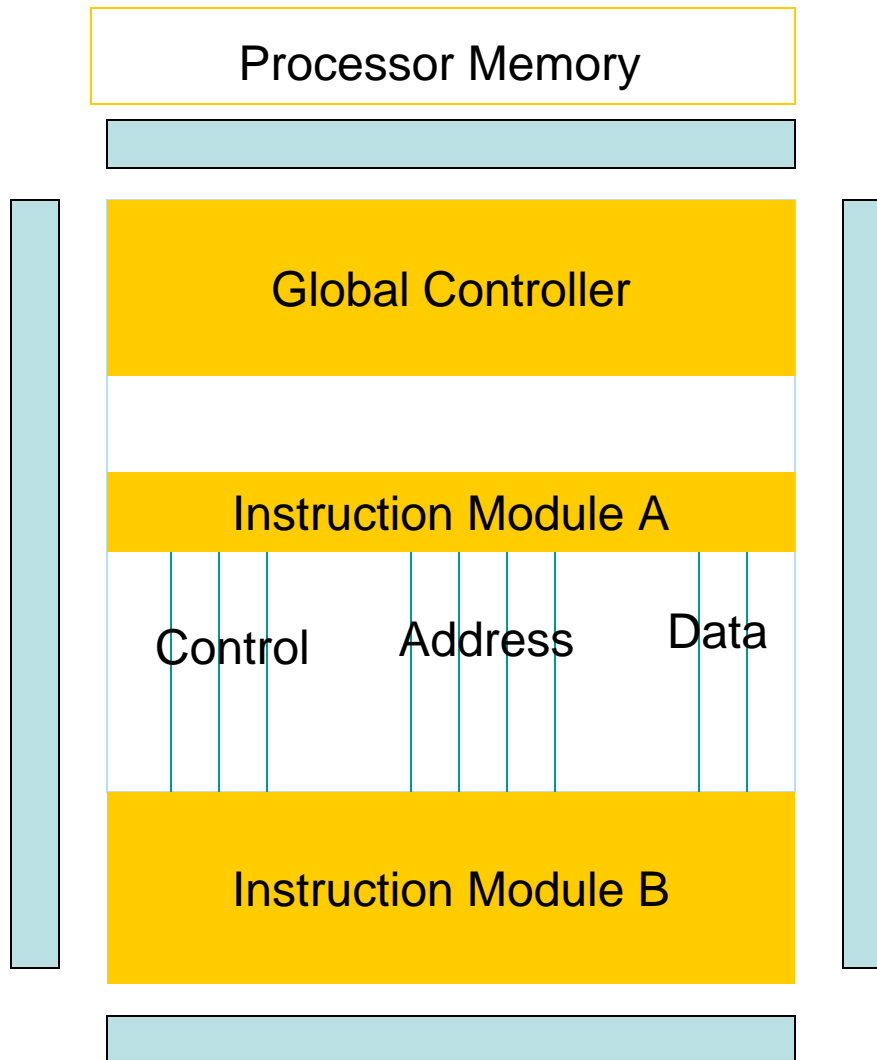 Processor Memory
Global Controller
Instruction Module A
Control Address Data
Instruction Module B